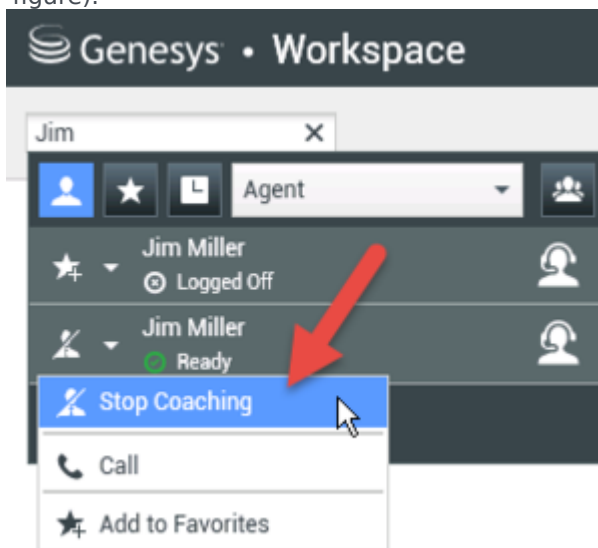 figure).
Genesys • Workspace
Jim
Agent
Jim Miller
Logged Off
Jim Miller
Ready
Stop Coaching
Call
Add to Favorites